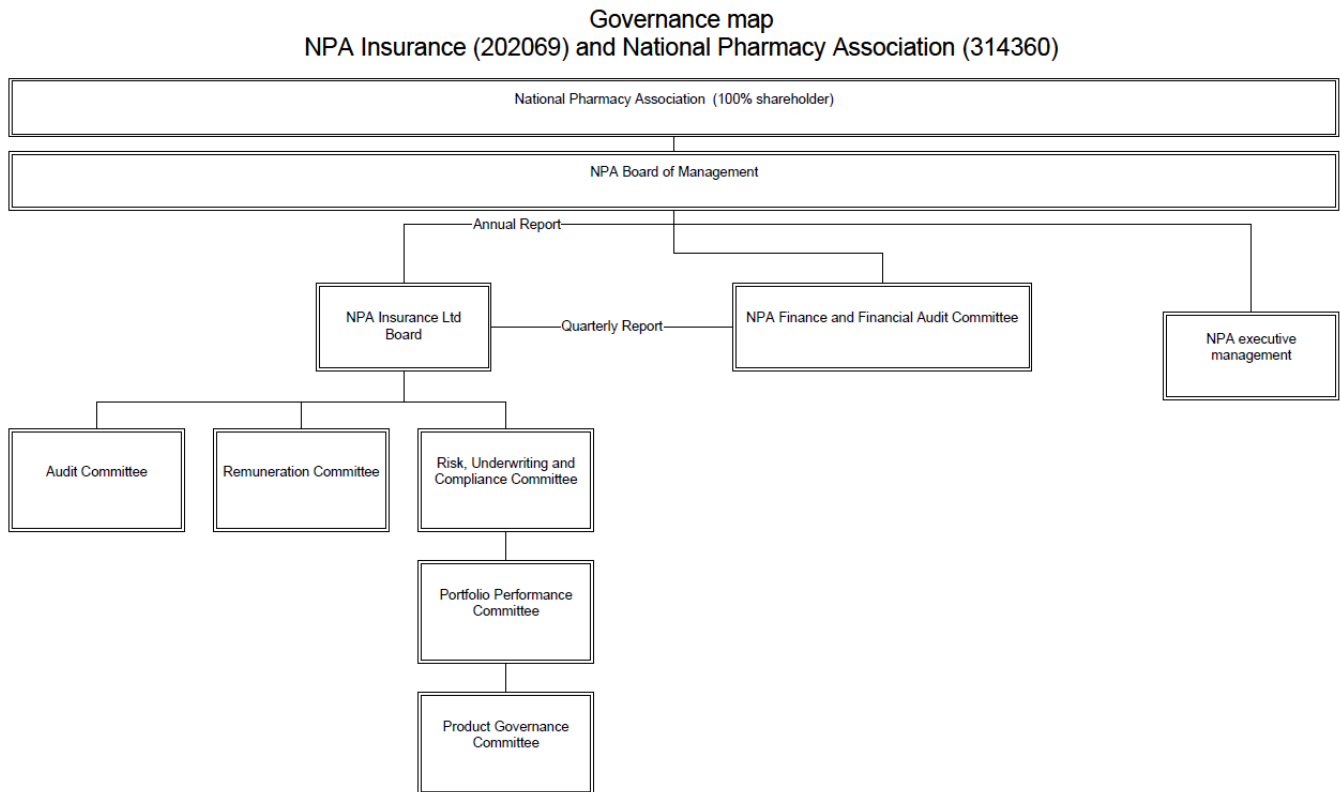 Governance map
NPA Insurance (202069) and National Pharmacy Association (314360)
National Pharmacy Association (100% shareholder)
NPA Board of Management
Annual Report
NPA Insurance Ltd
Board
Quarterly Report
NPA Finance and Financial Audit Committee
NPA executive
management
Audit Committee
Remuneration Committee
Risk, Underwriting and
Compliance Committee
Portfolio Performance
Committee
Product Governance
Committee